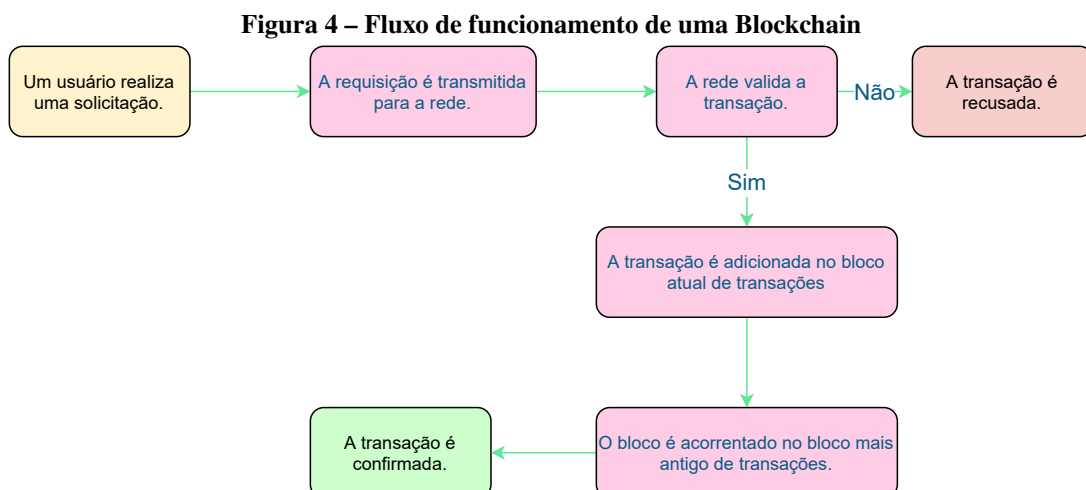 Figura 4 – Fluxo de funcionamento de uma Blockchain
Um usuário realiza
uma solicitação.
A requisição é transmitida
para a rede.
A rede valida a
transação.
Não
A transação é
recusada.
Sim
A transação é adicionada no bloco
atual de transações
O bloco é acorrentado no bloco mais
antigo de transações.
A transação é
confirmada.